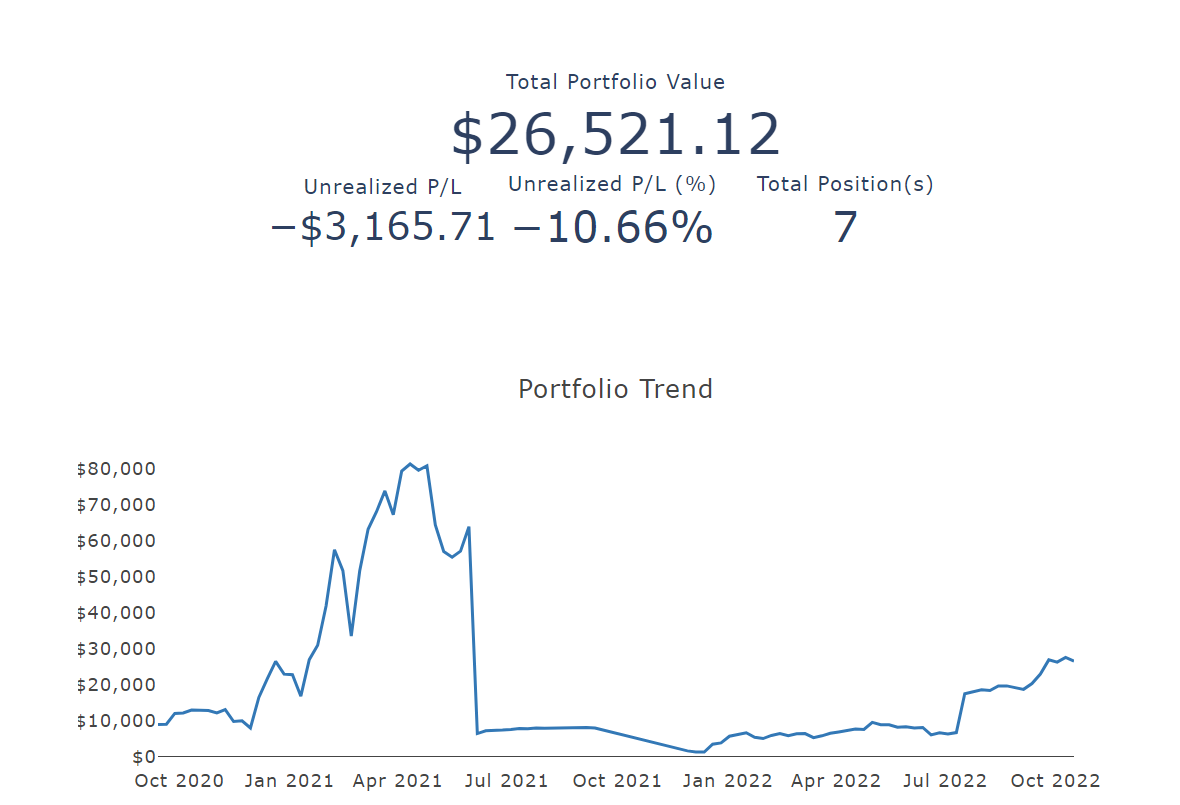 Total Portfolio Value
$26,521.12
Unrealized P/L Unrealized P/L (%) Total Position(s)
−$3,165.71 −10.66% 7
Portfolio Trend
$80,000
$70,000
$60,000
$50,000
$40,000
$30,000
$20,000
$10,000
$0
Oct 2020 Jan 2021 Apr 2021 Jul 2021 Oct 2021 Jan 2022 Apr 2022 Jul 2022 Oct 2022